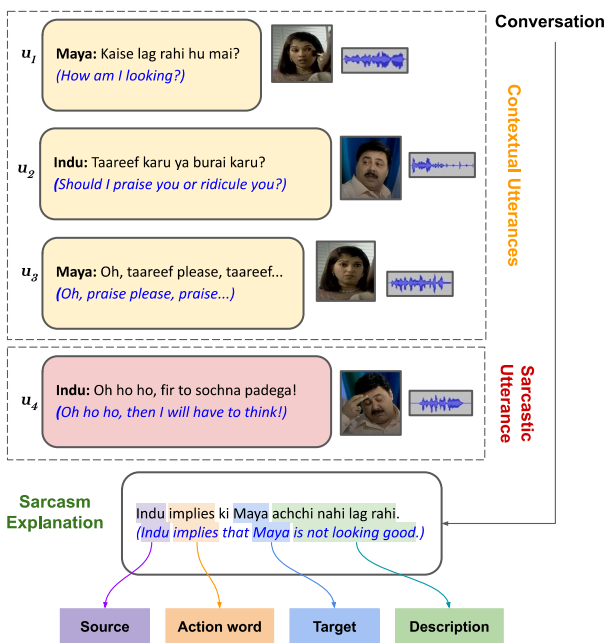 Conversation
u1
Maya: Kaise lag rahi hu mai?
(How am I looking?)
u2
Indu: Taareef karu ya burai karu?
(Should I praise you or ridicule you?)
u3
Maya: Oh, taareef please, taareef...
(Oh, praise please, praise...)
Contextual Utterances
u4
Indu: Oh ho ho, fir to sochna padega!
(Oh ho ho, then I will have to think!)
Sarcastic
Utterance
Sarcasm
Explanation
Indu implies ki Maya achchi nahi lag rahi.
(Indu implies that Maya is not looking good.)
Source
Action word
Target
Description